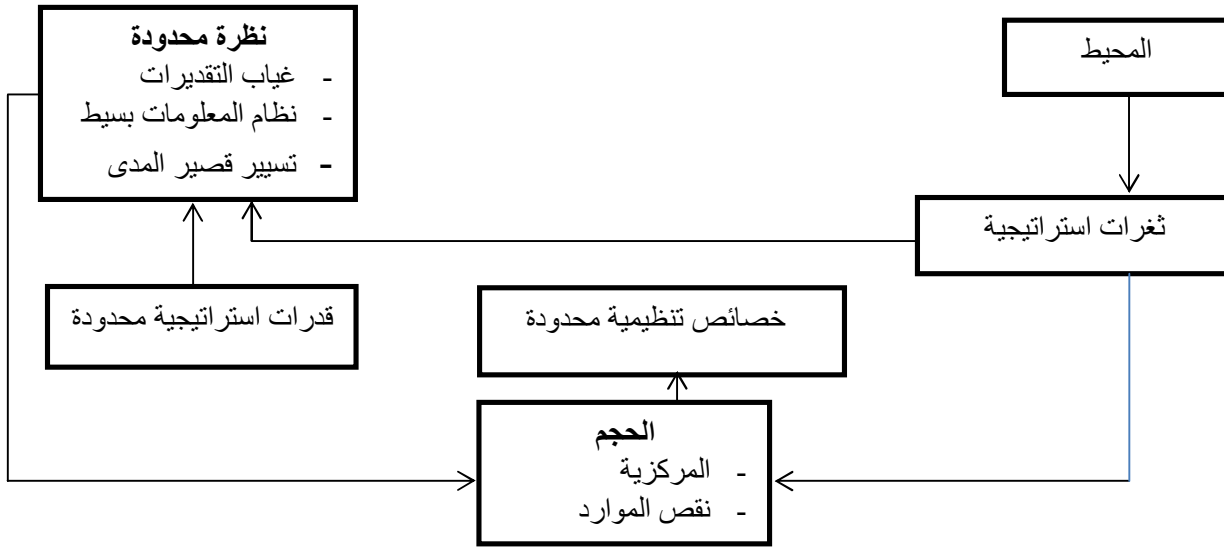 نظرة محدودة
- غياب التقديرات
- نظام المعلومات بسيط
- تسيير قصير المدى
المحيط
ثغرات استراتيجية
قدرات استراتيجية محدودة
خصائص تنظيمية محدودة
الحجم
- المركزية
- نقص الموارد